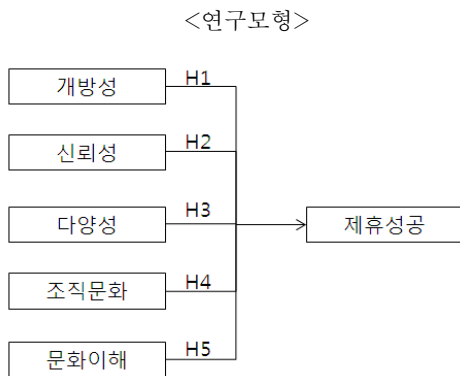 <연구모형>
개방성 H1
신뢰성 H2
다양성 H3 제휴성공
조직문화 H4
문화이해 H5